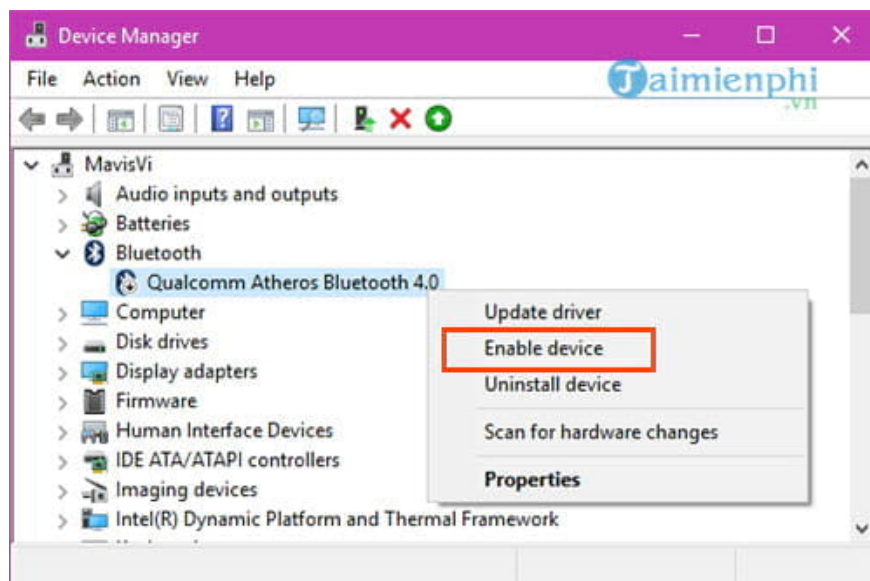 Device Manager
File Action View Help
Taimienphi
.vn
MavisVi
Audio inputs and outputs
Batteries
Bluetooth
Qualcomm Atheros Bluetooth 4.0
Computer
Disk drives
Display adapters
Firmware
Human Interface Devices
IDE ATA/ATAPI controllers
Imaging devices
Intel(R) Dynamic Platform and Thermal Framework
Update driver
Enable device
Uninstall device
Scan for hardware changes
Properties